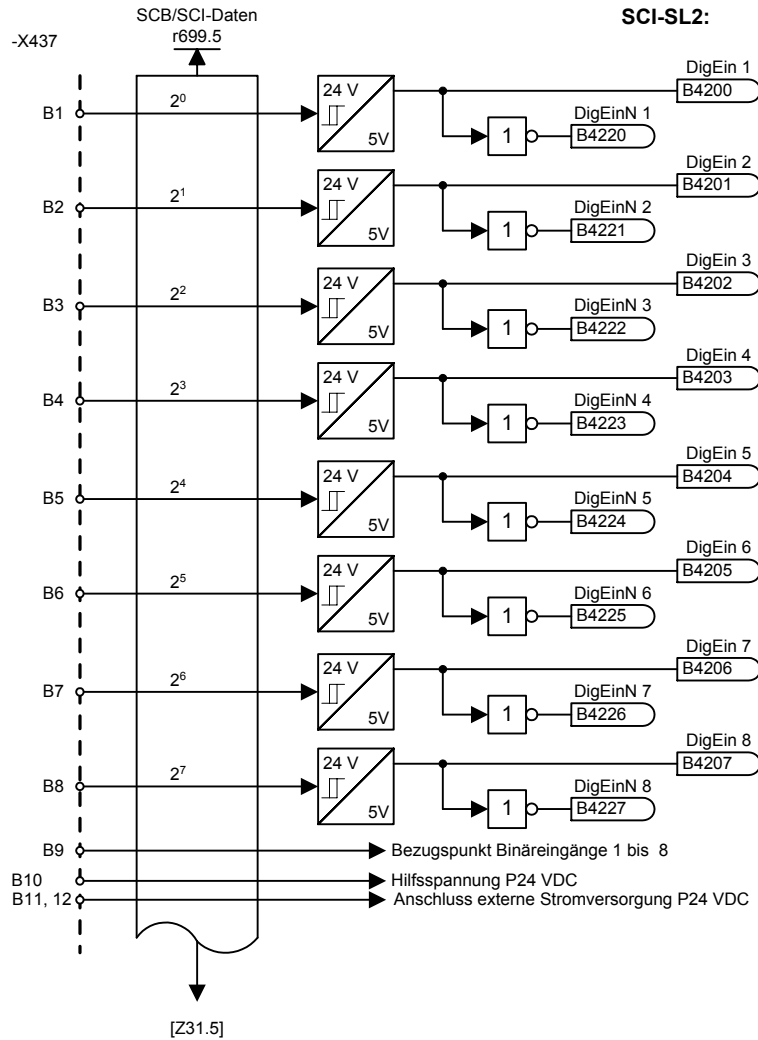 SCB/SCI-Daten
r699.5
SCI-SL2:
-X437
B1
2⁰
24 V
5V
1
DigEin 1
B4200
DigEinN 1
B4220
B2
2¹
24 V
5V
1
DigEin 2
B4201
DigEinN 2
B4221
B3
2²
24 V
5V
1
DigEin 3
B4202
DigEinN 3
B4222
B4
2³
24 V
5V
1
DigEin 4
B4203
DigEinN 4
B4223
B5
2⁴
24 V
5V
1
DigEin 5
B4204
DigEinN 5
B4224
B6
2⁵
24 V
5V
1
DigEin 6
B4205
DigEinN 6
B4225
B7
2⁶
24 V
5V
1
DigEin 7
B4206
DigEinN 7
B4226
B8
2⁷
24 V
5V
1
DigEin 8
B4207
DigEinN 8
B4227
B9
Bezugspunkt Binäreingänge 1 bis 8
B10
Hilfsspannung P24 VDC
B11, 12
Anschluss externe Stromversorgung P24 VDC
[Z31.5]